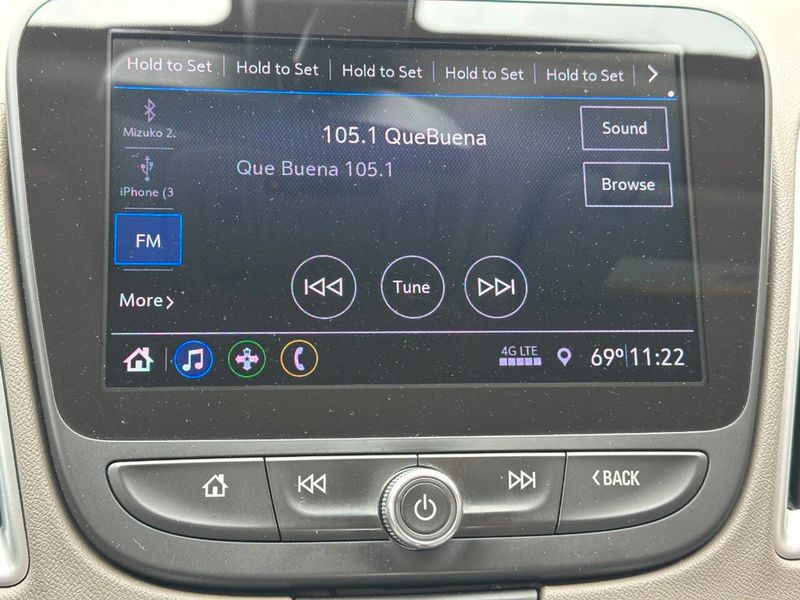 Hold to Set Hold to Set Hold to Set Hold to Set Hold to Set
Mizuko 2.
105.1 QueBuena
Sound
Que Buena 105.1
iPhone (3
Browse
FM
More
Tune
4G LTE
69° 11:22
BACK